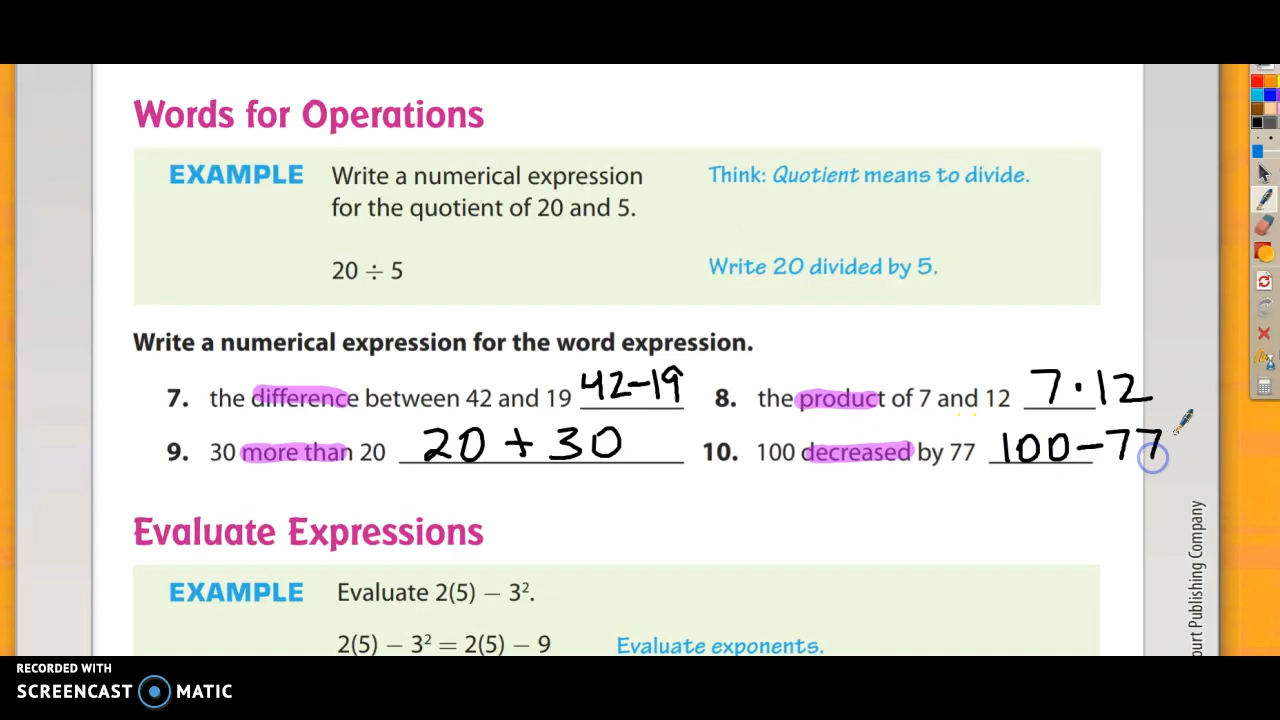 Words for Operations
EXAMPLE Write a numerical expression Think: Quotient means to divide.
for the quotient of 20 and 5.
20 ÷ 5 Write 20 divided by 5.
Write a numerical expression for the word expression.
7. the difference between 42 and 19 42-19 8. the product of 7 and 12 7·12
9. 30 more than 20 20 + 30 10. 100 decreased by 77 100-77
Evaluate Expressions
EXAMPLE Evaluate 2(5) − 3².
2(5) − 3² = 2(5) − 9 Evaluate exponents.
ourt Publishing Company
RECORDED WITH
SCREENCAST MATIC